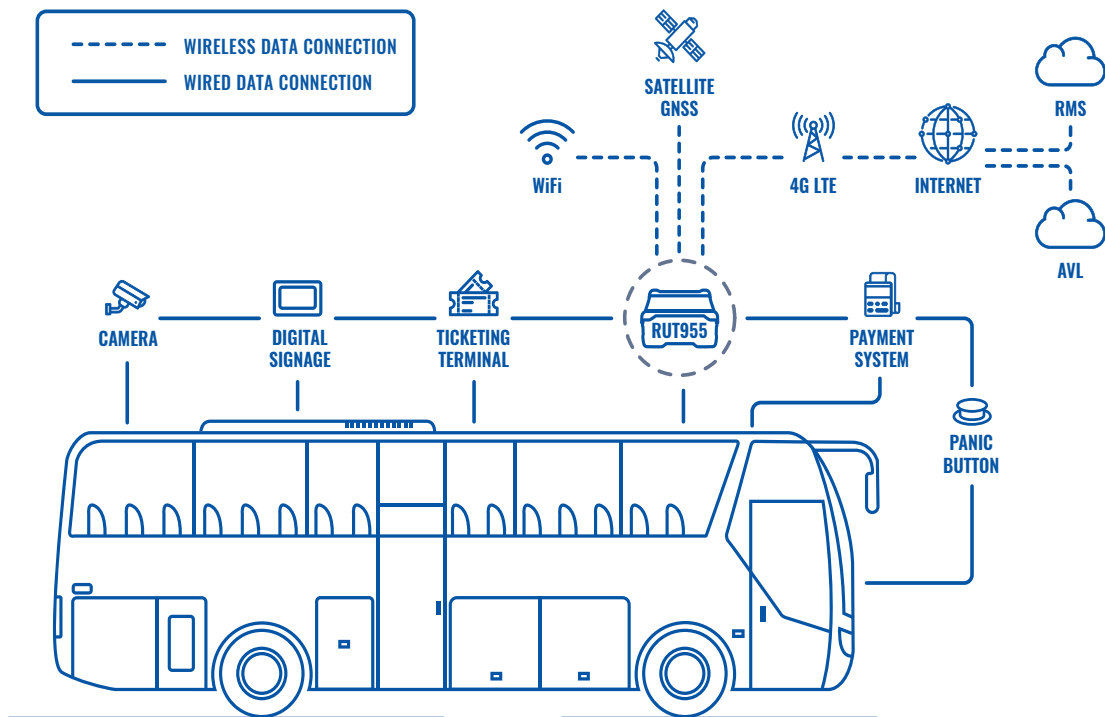 WIRELESS DATA CONNECTION
WIRED DATA CONNECTION
SATELLITE
GNSS
WiFi
4G LTE
INTERNET
RMS
AVL
CAMERA
DIGITAL
SIGNAGE
TICKETING
TERMINAL
RUT955
PAYMENT
SYSTEM
PANIC
BUTTON